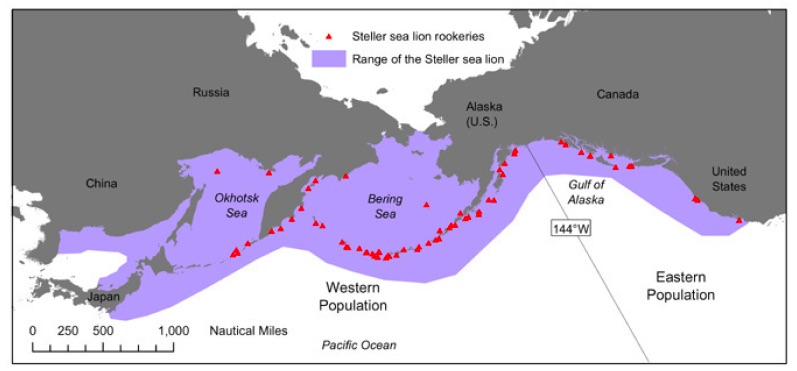 Steller sea lion rookeries
Range of the Steller sea lion
Russia
Canada
Alaska
(U.S.)
China
Okhotsk
Sea
Bering
Sea
United
States
Gulf of
Alaska
144°W
Japan
Western
Population
Eastern
Population
0 250 500 1,000
Nautical Miles
Pacific Ocean